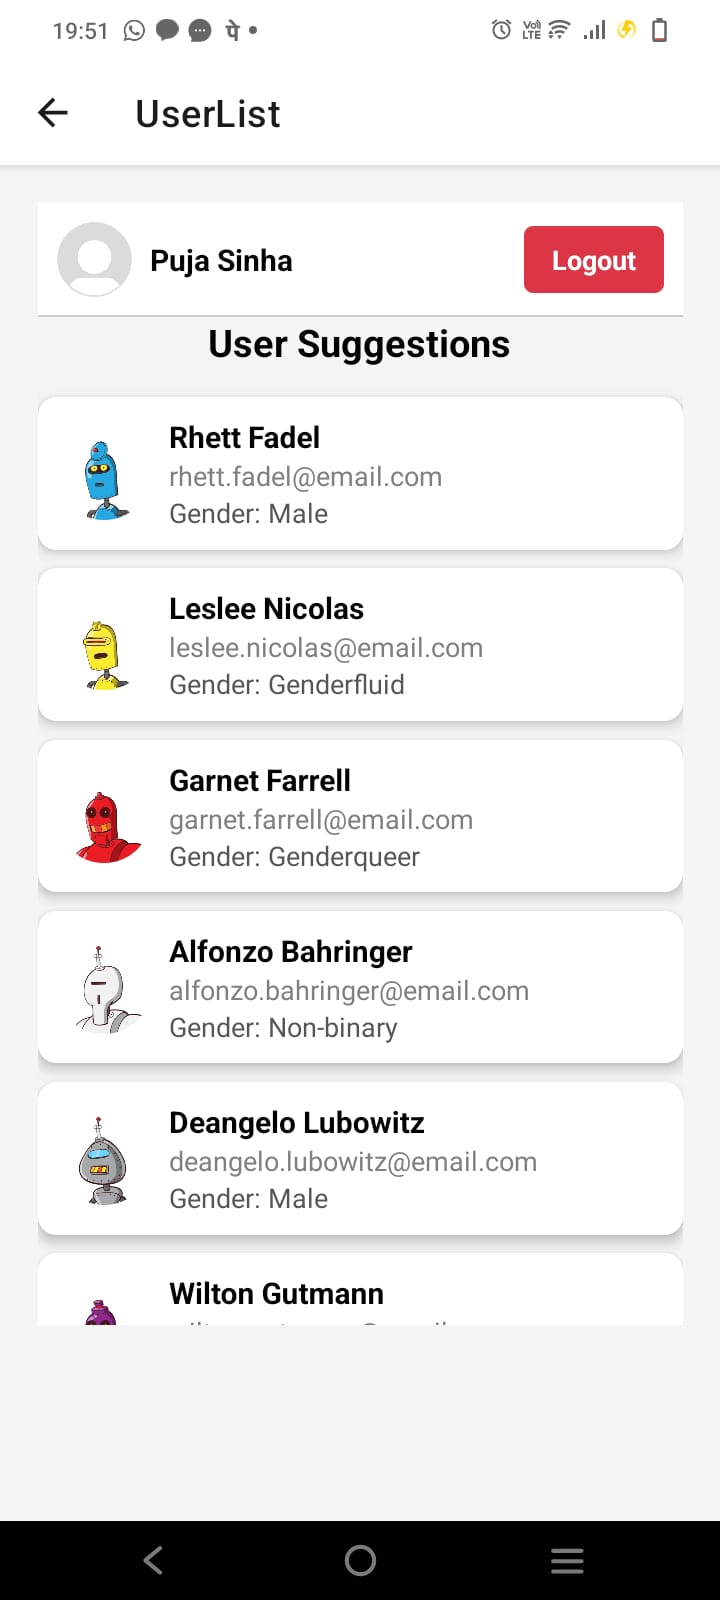 19:51 पे
Vo) LTE
UserList
Puja Sinha
Logout
User Suggestions
Rhett Fadel
rhett.fadel@email.com
Gender: Male
Leslee Nicolas
leslee.nicolas@email.com
Gender: Genderfluid
Garnet Farrell
garnet.farrell@email.com
Gender: Genderqueer
Alfonzo Bahringer
alfonzo.bahringer@email.com
Gender: Non-binary
Deangelo Lubowitz
deangelo.lubowitz@email.com
Gender: Male
Wilton Gutmann